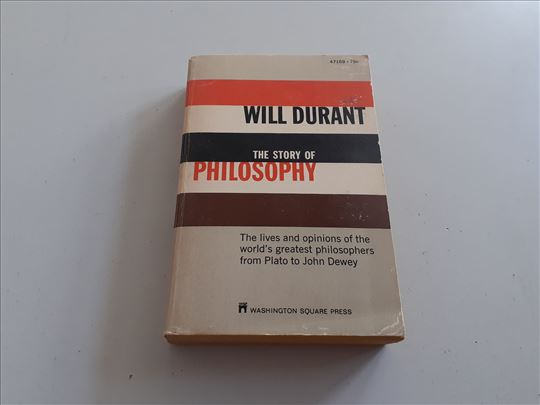 47169 • 75¢
WILL DURANT
THE STORY OF
PHILOSOPHY
The lives and opinions of the
world's greatest philosophers
from Plato to John Dewey
WASHINGTON SQUARE PRESS